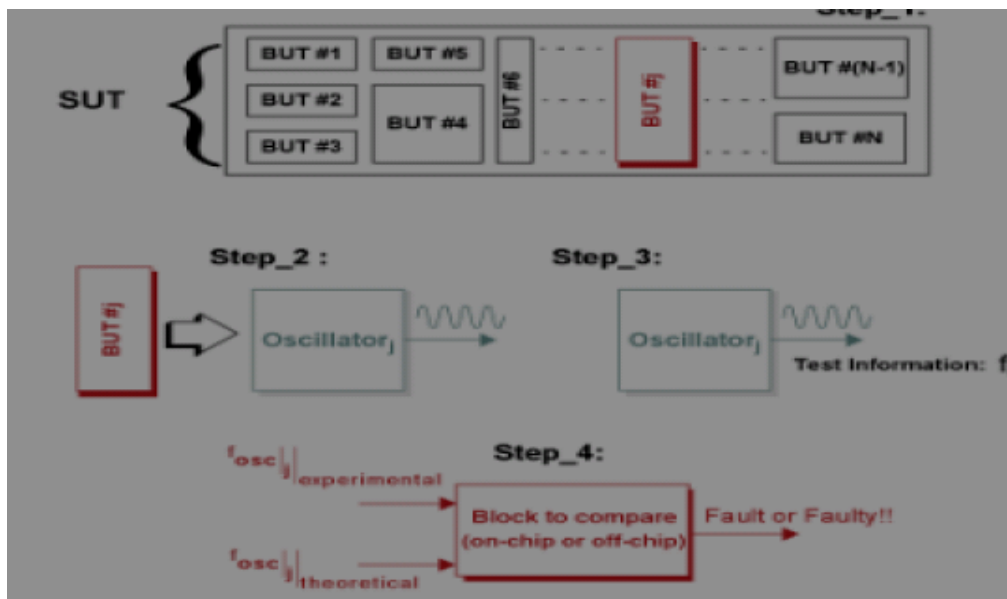 Step_1:
SUT
BUT #1
BUT #2
BUT #3
BUT #5
BUT #4
BUT #6
BUT #j
BUT #(N-1)
BUT #N
Step_2 :
Step_3:
BUT #j
Oscillatorj
Oscillatorj
Test Information: f
Step_4:
fosc|j|experimental
fosc|j|theoretical
Block to compare
(on-chip or off-chip)
Fault or Faulty!!